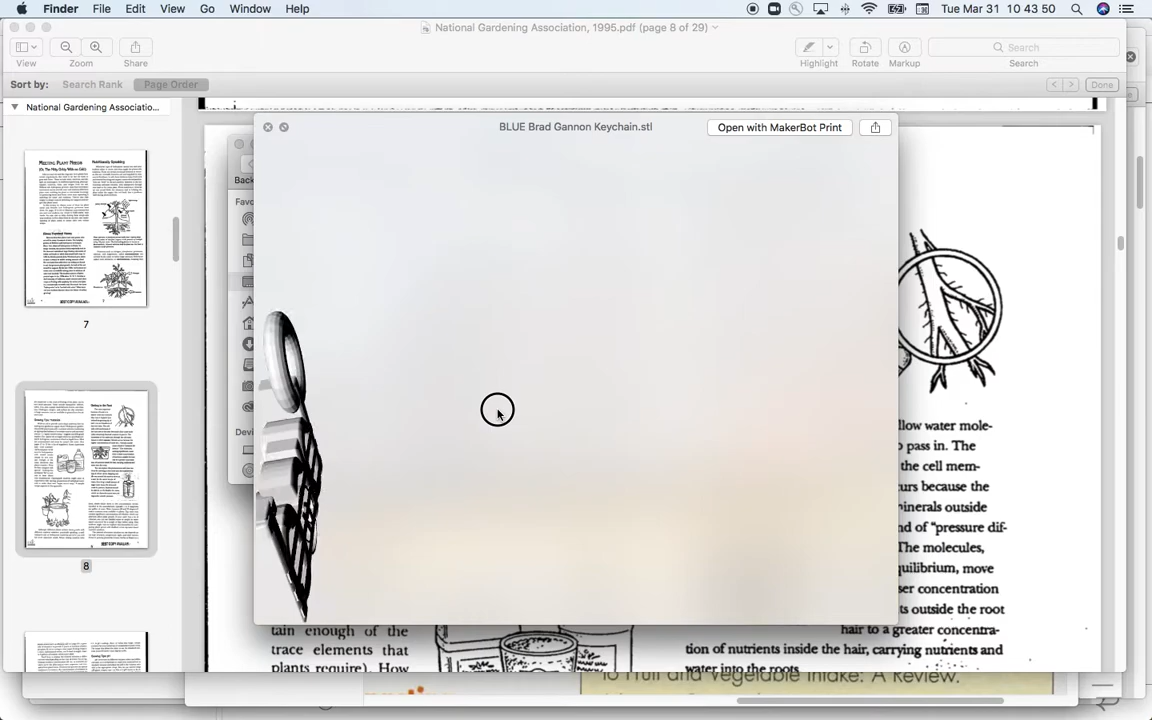 Finder File Edit View Go Window Help
Tue Mar 31 10 43 50
National Gardening Association, 1995.pdf (page 8 of 29)
View
Zoom
Share
Highlight
Rotate
Markup
Search
Search
Sort by: Search Rank Page Order
Done
National Gardening Associatio...
7
8
BLUE Brad Gannon Keychain.stl
Open with MakerBot Print
Back
Favo
Devi
llow water mole-
pass in. The
the cell mem-
urs because the
inerals outside
nd of "pressure dif-
The molecules,
quilibrium, move
ser concentration
ts outside the root
hair to a greater concentra-
tion of nutrients inside the hair, carrying nutrients and
water into the roots.
tain enough of the
trace elements that
plants require). How
to Fruit and Vegetable Intake: A Review.